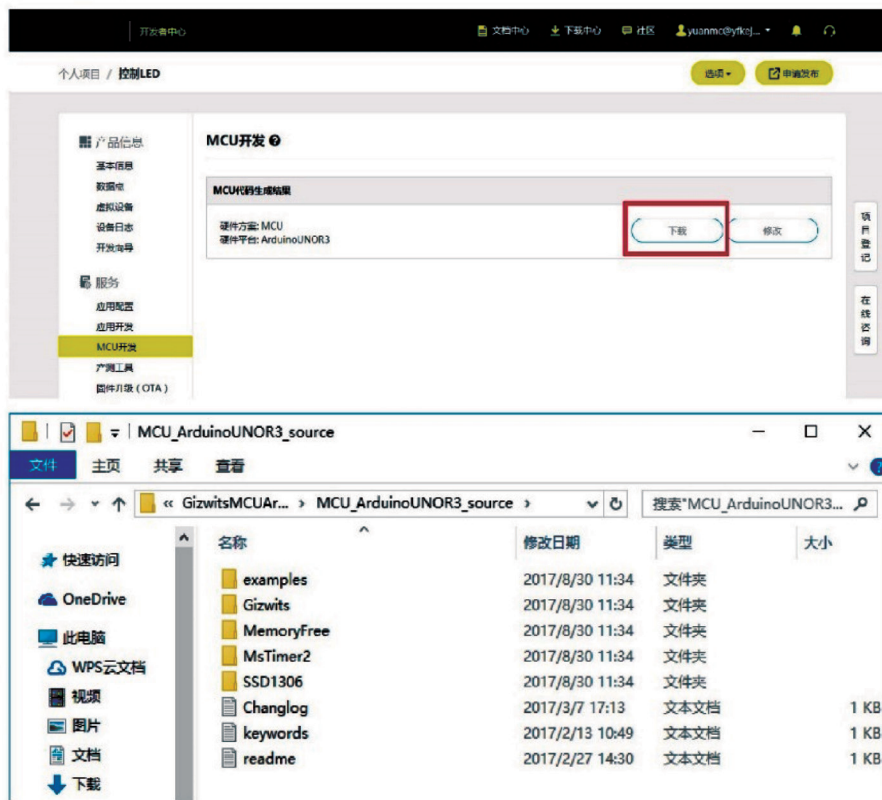 开发者中心
文档中心 下载中心 社区 yuanmc@yfkej...
个人项目 / 控制LED
选项 申请发布
产品信息
基本信息
数据点
虚拟设备
设备日志
开发向导
服务
应用配置
应用开发
MCU开发
产测工具
固件升级（OTA）
MCU开发
MCU代码生成结果
硬件方案: MCU
硬件平台: ArduinoUNOR3
下载 修改
项目登记
在线咨询
MCU_ArduinoUNOR3_source
文件 主页 共享 查看
« GizwitsMCUAr... › MCU_ArduinoUNOR3_source ›
搜索"MCU_ArduinoUNOR3...
快速访问
OneDrive
此电脑
WPS云文档
视频
图片
文档
下载
名称 修改日期 类型 大小
examples 2017/8/30 11:34 文件夹
Gizwits 2017/8/30 11:34 文件夹
MemoryFree 2017/8/30 11:34 文件夹
MsTimer2 2017/8/30 11:34 文件夹
SSD1306 2017/8/30 11:34 文件夹
Changlog 2017/3/7 17:13 文本文档 1 KB
keywords 2017/2/13 10:49 文本文档 1 KB
readme 2017/2/27 14:30 文本文档 1 KB